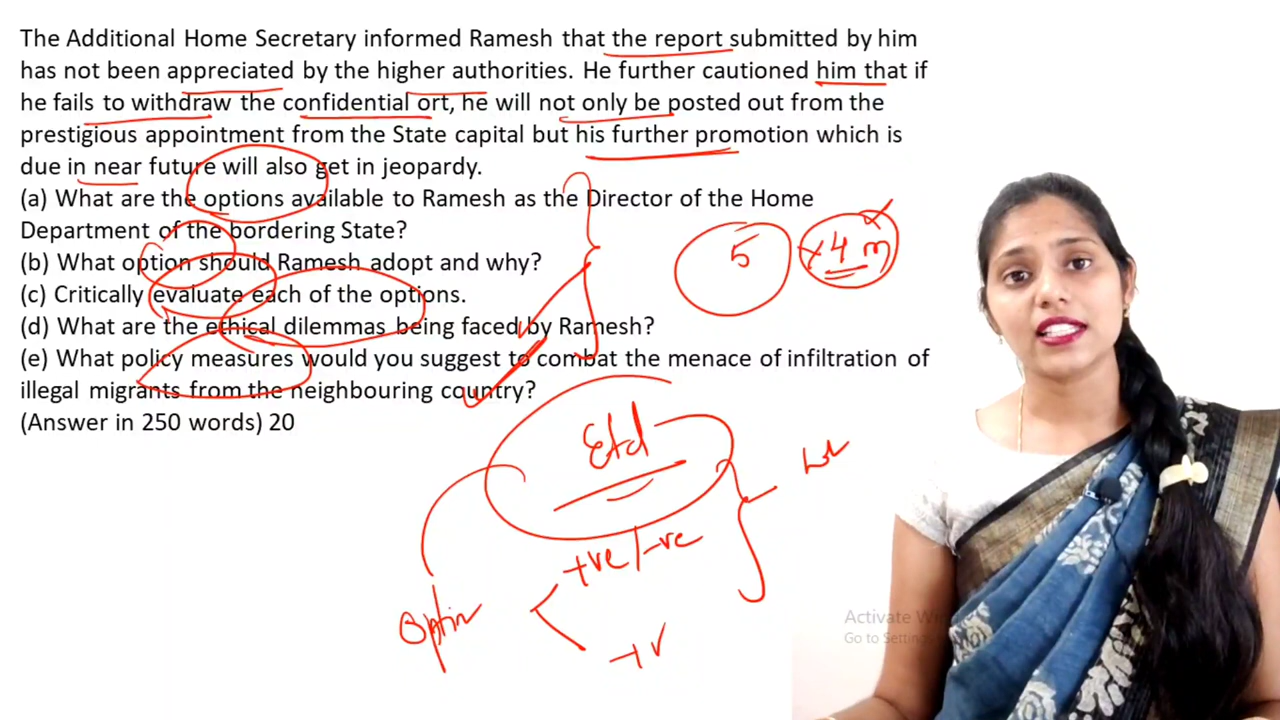 The Additional Home Secretary informed Ramesh that the report submitted by him
has not been appreciated by the higher authorities. He further cautioned him that if
he fails to withdraw the confidential ort, he will not only be posted out from the
prestigious appointment from the State capital but his further promotion which is
due in near future will also get in jeopardy.
(a) What are the options available to Ramesh as the Director of the Home
Department of the bordering State?
(b) What option should Ramesh adopt and why?
(c) Critically evaluate each of the options.
(d) What are the ethical dilemmas being faced by Ramesh?
(e) What policy measures would you suggest to combat the menace of infiltration of
illegal migrants from the neighbouring country?
(Answer in 250 words) 20
5 x 4 m
+ve/-ve
Activate
Go to Settings